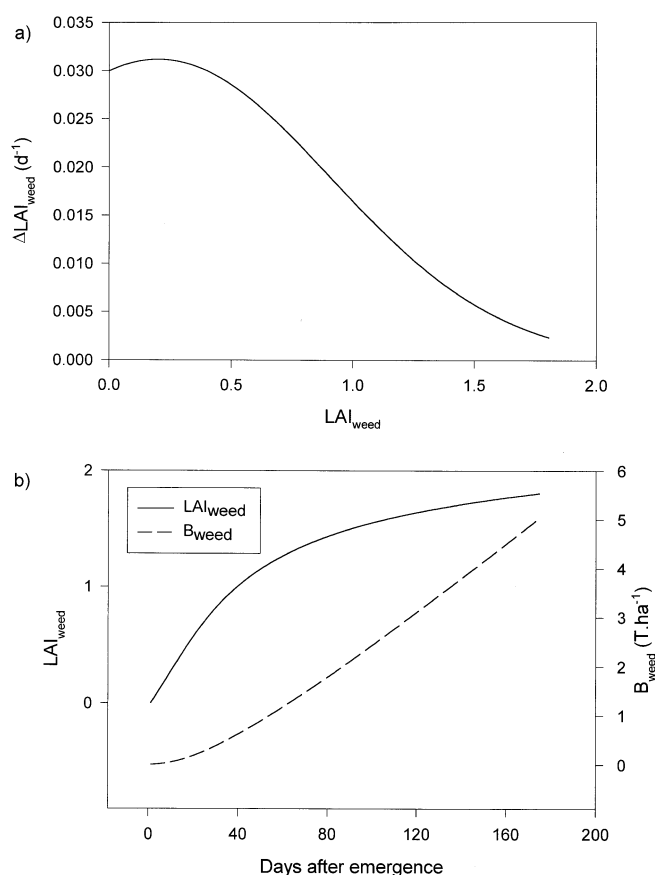 a)
0.035
0.030
0.025
0.020
0.015
0.010
0.005
0.000
ΔLAIweed (d-1)
0.0 0.5 1.0 1.5 2.0
LAIweed
b)
2
1
0
LAIweed
LAIweed
Bweed
6
5
4
3
2
1
0
Bweed (T.ha-1)
0 40 80 120 160 200
Days after emergence